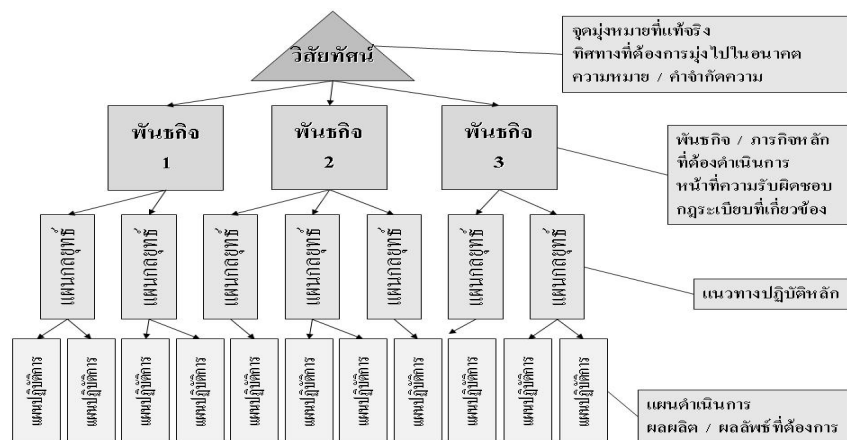 วิสัยทัศน์
จุดมุ่งหมายที่แท้จริง
ทิศทางที่ต้องการมุ่งไปในอนาคต
ความหมาย / คำจำกัดความ
พันธกิจ
1
พันธกิจ
2
พันธกิจ
3
พันธกิจ / ภารกิจหลัก
ที่ต้องดำเนินการ
หน้าที่ความรับผิดชอบ
กฎระเบียบที่เกี่ยวข้อง
แผนกลยุทธ์
แผนกลยุทธ์
แผนกลยุทธ์
แผนกลยุทธ์
แผนกลยุทธ์
แผนกลยุทธ์
แผนกลยุทธ์
แนวทางปฏิบัติหลัก
แผนปฏิบัติการ
แผนปฏิบัติการ
แผนปฏิบัติการ
แผนปฏิบัติการ
แผนปฏิบัติการ
แผนปฏิบัติการ
แผนปฏิบัติการ
แผนปฏิบัติการ
แผนปฏิบัติการ
แผนปฏิบัติการ
แผนปฏิบัติการ
แผนดำเนินการ
ผลผลิต / ผลลัพธ์ที่ต้องการ